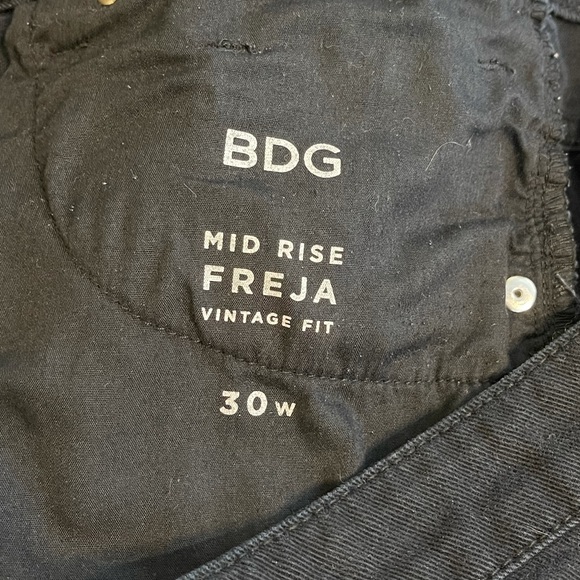 BDG
MID RISE
FREJA
VINTAGE FIT
30W